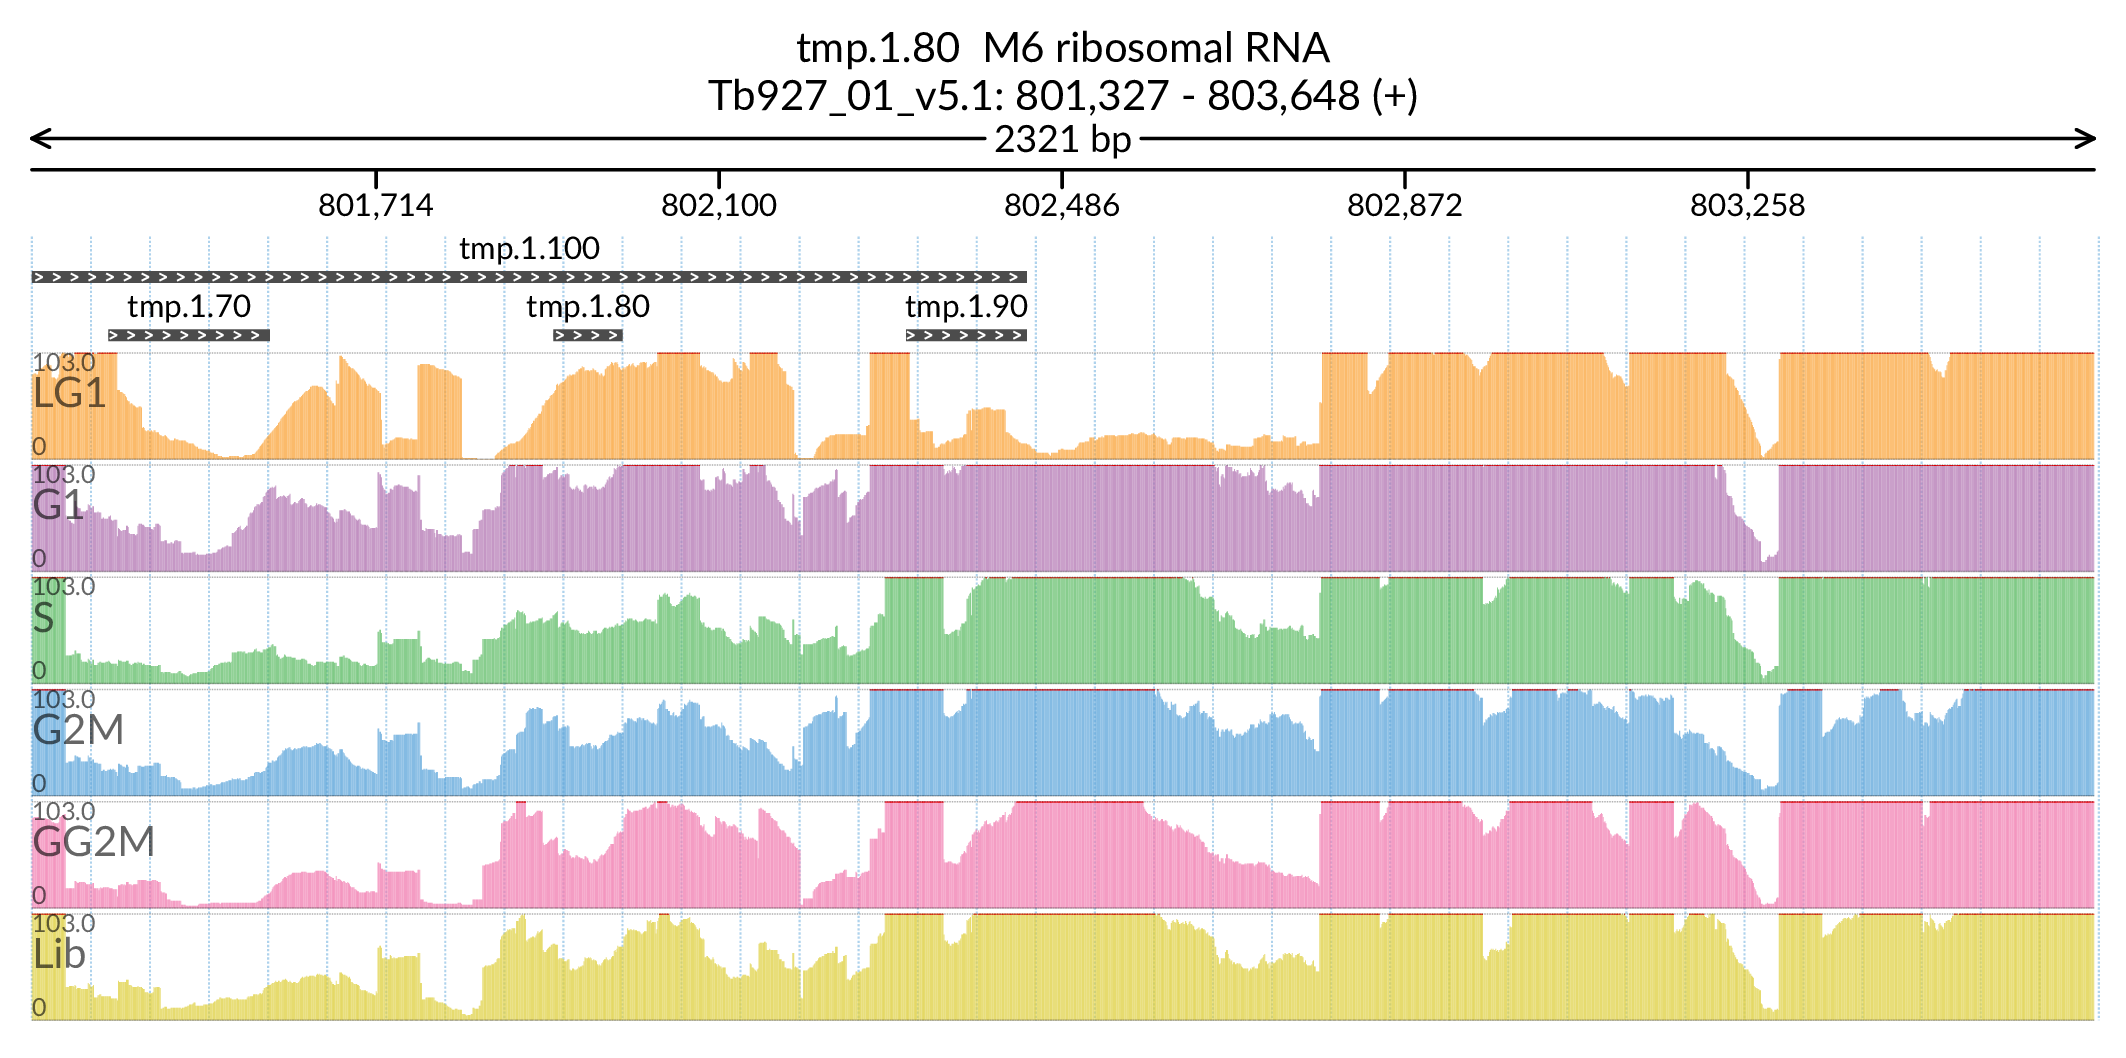 tmp.1.80  M6 ribosomal RNA
Tb927_01_v5.1: 801,327 - 803,648 (+)
2321 bp
801,714 802,100 802,486 802,872 803,258
tmp.1.100
tmp.1.70 tmp.1.80 tmp.1.90
103.0
LG1
0
103.0
G1
0
103.0
S
0
103.0
G2M
0
103.0
GG2M
0
103.0
Lib
0